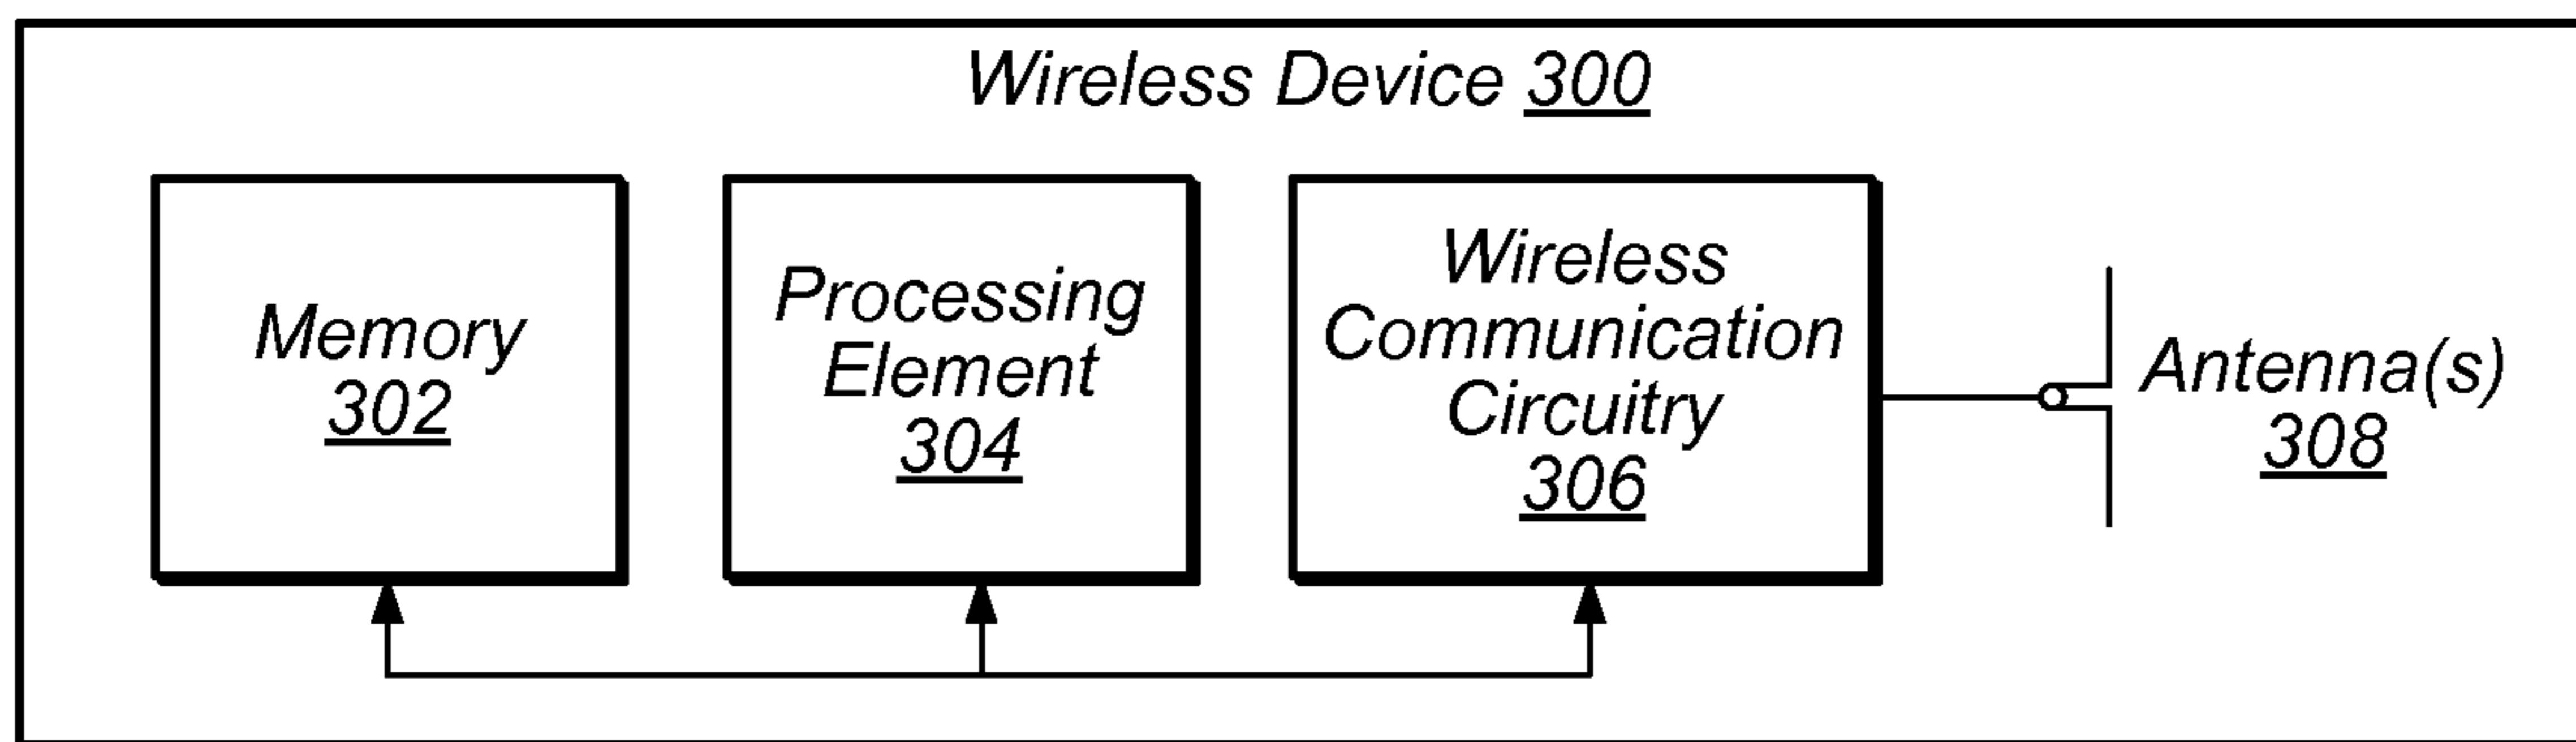 Wireless Device 300
Memory
302
Processing
Element
304
Wireless
Communication
Circuitry
306
Antenna(s)
308